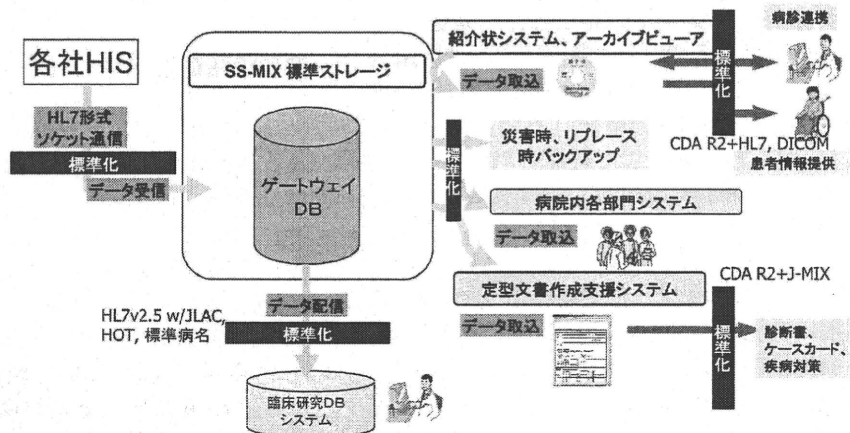 各社HIS
HL7形式
ソケット通信
標準化
データ受信
SS-MIX 標準ストレージ
ゲートウェイ
DB
データ配信
HL7v2.5 w/JLAC,
HOT, 標準病名
標準化
臨床研究DB
システム
紹介状システム、アーカイブビューア
データ取込
標準化
病診連携
CDA R2+HL7, DICOM
患者情報提供
標準化
災害時、リプレース
時バックアップ
病院内各部門システム
データ取込
定型文書作成支援システム
データ取込
CDA R2+J-MIX
標準化
診断書、
ケースカード、
疾病対策